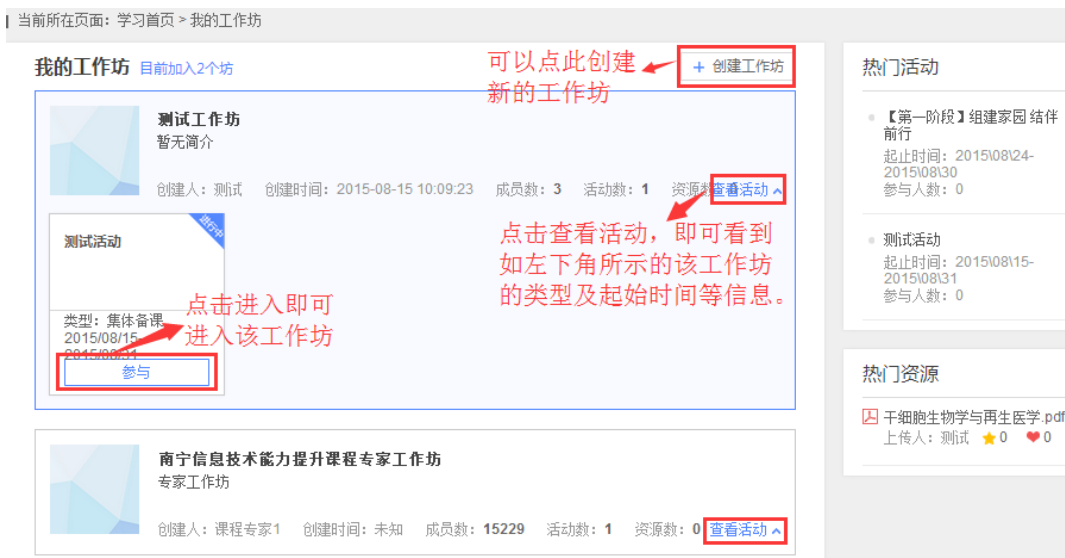 当前所在页面：学习首页 > 我的工作坊
我的工作坊 目前加入2个坊
可以点此创建
新的工作坊
+ 创建工作坊
测试工作坊
暂无简介
创建人：测试 创建时间：2015-08-15 10:09:23 成员数：3 活动数：1 资源数 查看活动
测试活动
进行中
点击查看活动，即可看到
如左下角所示的该工作坊
的类型及起始时间等信息。
点击进入即可
进入该工作坊
类型：集体备课
2015/08/15-
2015/08/31
参与
南宁信息技术能力提升课程专家工作坊
专家工作坊
创建人：课程专家1 创建时间：未知 成员数：15229 活动数：1 资源数：0 查看活动
热门活动
【第一阶段】组建家园 结伴
前行
起止时间：2015\08\24-
2015\08\30
参与人数：0
测试活动
起止时间：2015\08\15-
2015\08\31
参与人数：0
热门资源
干细胞生物学与再生医学.pdf
上传人：测试 0 0